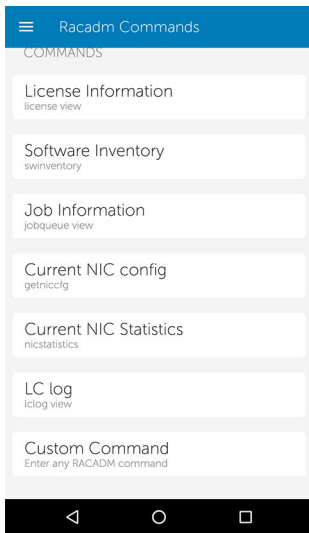 Racadm Commands
COMMANDS
License Information
license view
Software Inventory
swinventory
Job Information
jobqueue view
Current NIC config
getniccfg
Current NIC Statistics
nicstatistics
LC log
lclog view
Custom Command
Enter any RACADM command